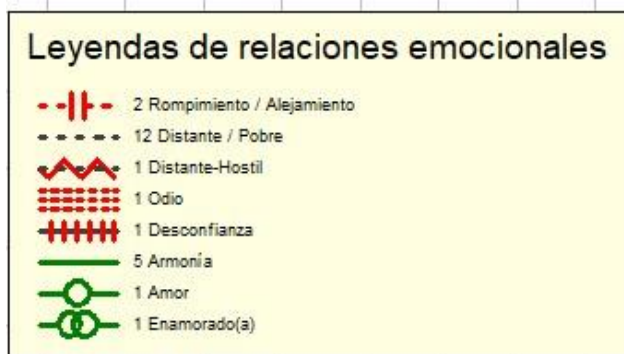 Leyendas de relaciones emocionales
2 Rompimiento / Alejamiento
12 Distante / Pobre
1 Distante-Hostil
1 Odio
1 Desconfianza
5 Armonía
1 Amor
1 Enamorado(a)